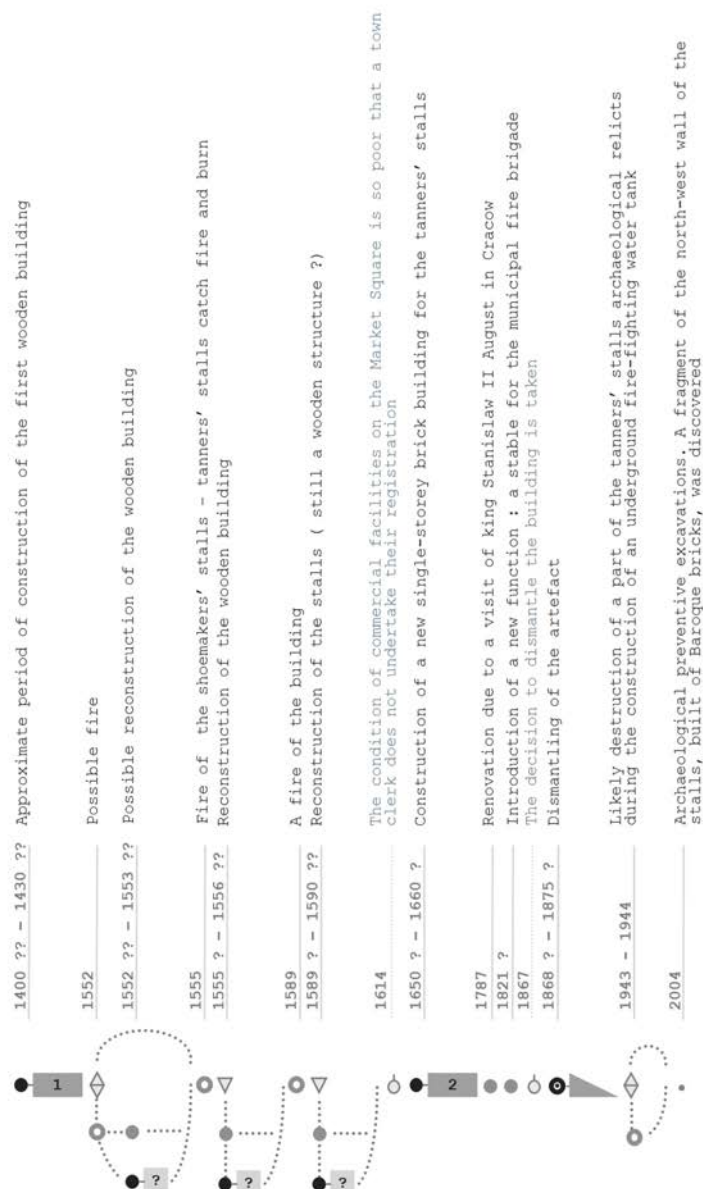 1400 ?? – 1430 ?? Approximate period of construction of the first wooden building
1552 Possible fire
1552 ?? – 1553 ?? Possible reconstruction of the wooden building
1555 Fire of the shoemakers' stalls – tanners' stalls catch fire and burn
1555 ? – 1556 ?? Reconstruction of the wooden building
1589 A fire of the building
1589 ? – 1590 ?? Reconstruction of the stalls ( still a wooden structure ?)
1614 The condition of commercial facilities on the Market Square is so poor that a town
clerk does not undertake their registration
1650 ? – 1660 ? Construction of a new single-storey brick building for the tanners' stalls
1787 Renovation due to a visit of king Stanislaw II August in Cracow
1821 ? Introduction of a new function : a stable for the municipal fire brigade
1867 The decision to dismantle the building is taken
1868 ? – 1875 ? Dismantling of the artefact
1943 – 1944 Likely destruction of a part of the tanners' stalls archaeological relicts
during the construction of an underground fire-fighting water tank
2004 Archaeological preventive excavations. A fragment of the north-west wall of the
stalls, built of Baroque bricks, was discovered
1
?
?
?
2